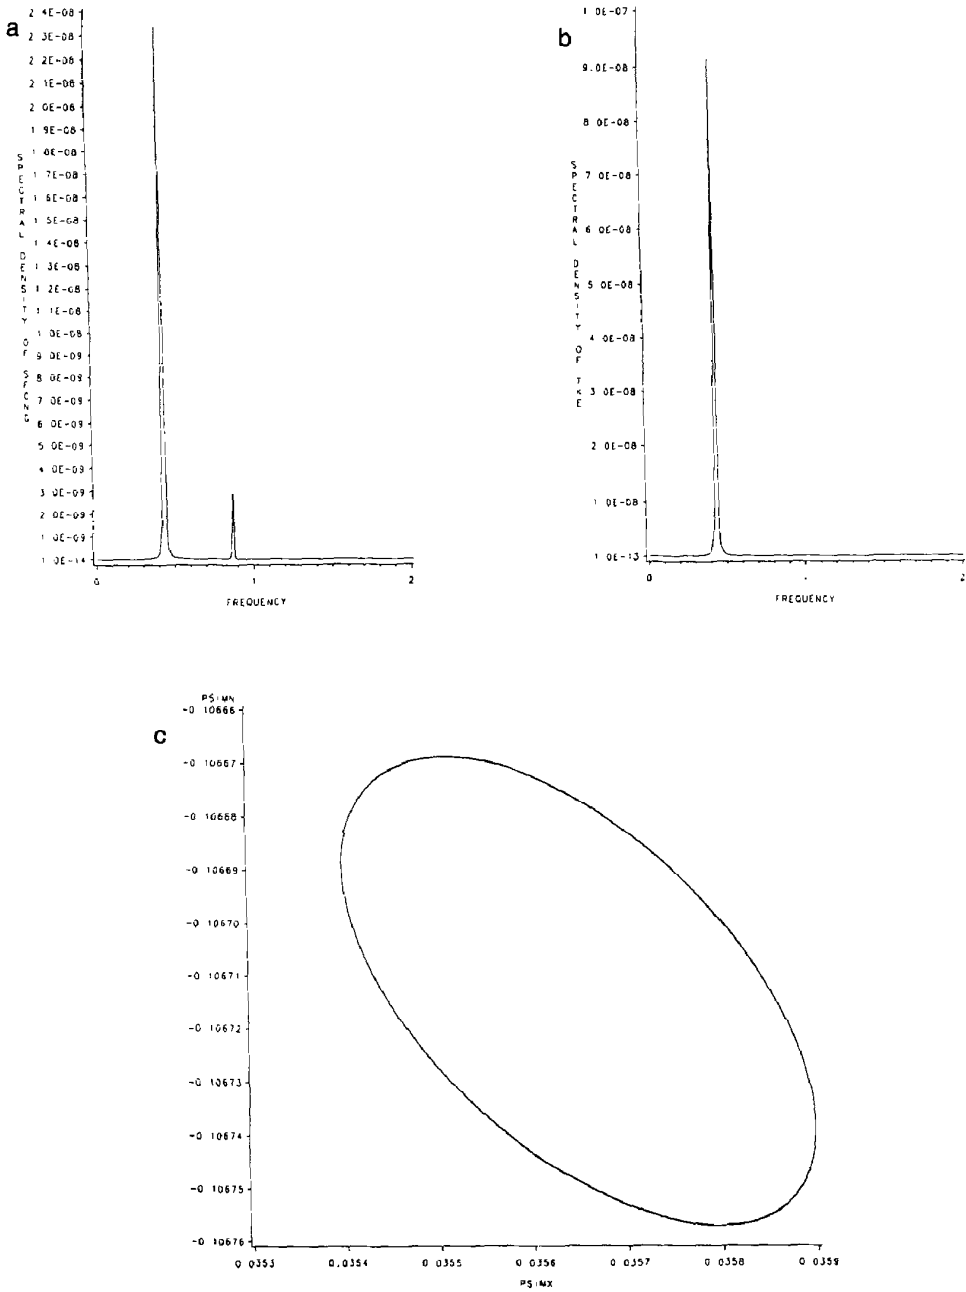 a
2 4E-08
2 3E-08
2 2E-08
2 1E-08
2 0E-08
1 9E-08
1 8E-08
1 7E-08
1 6E-08
1 5E-08
1 4E-08
1 3E-08
1 2E-08
1 1E-08
1 0E-08
9 0E-09
8 0E-09
7 0E-09
6 0E-09
5 0E-09
4 0E-09
3 0E-09
2 0E-09
1 0E-09
1 0E-14
SPECTRAL DENSITY OF SFCNG
0 1 2
FREQUENCY
b
1 0E-07
9.0E-08
8 0E-08
7 0E-08
6 0E-08
5 0E-08
4 0E-08
3 0E-08
2 0E-08
1 0E-08
1 0E-13
SPECTRAL DENSITY OF TKE
0 1 2
FREQUENCY
c
PSIMN
-0 10666
-0 10667
-0 10668
-0 10669
-0 10670
-0 10671
-0 10672
-0 10673
-0 10674
-0 10675
-0 10676
0 0353 0.0354 0 0355 0 0356 0 0357 0 0358 0 0359
PSIMX